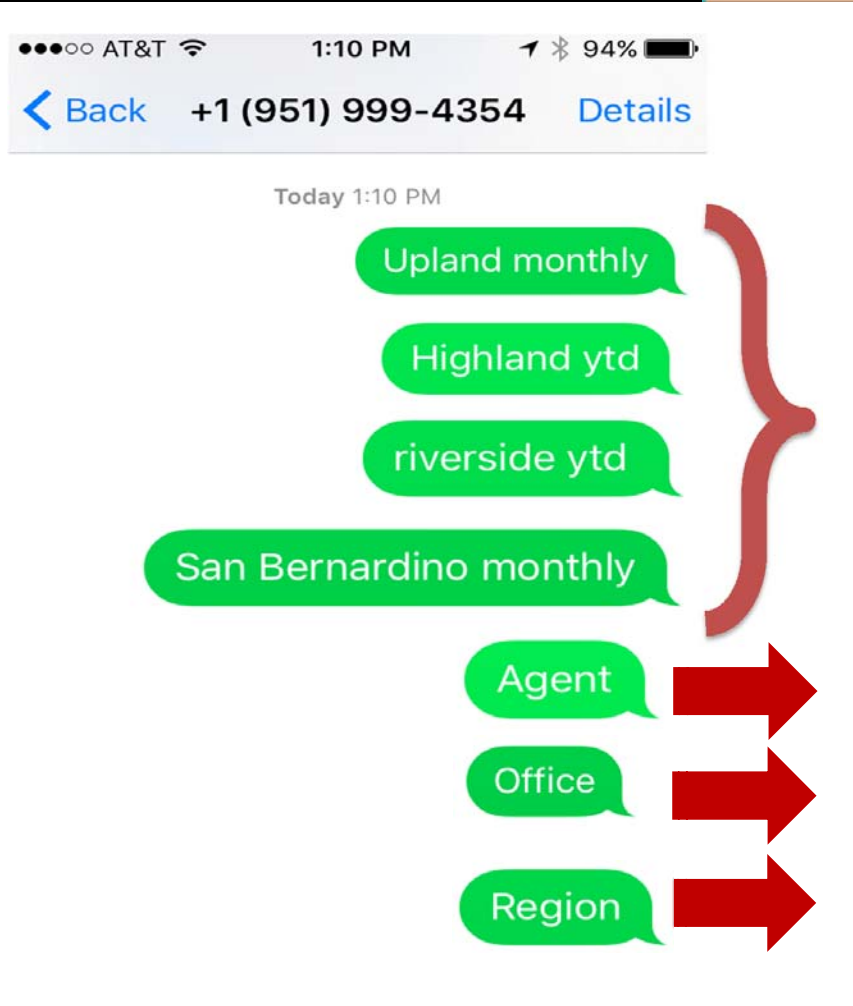 ●●●○○ AT&T 1:10 PM 94%
Back +1 (951) 999-4354 Details
Today 1:10 PM
Upland monthly
Highland ytd
riverside ytd
San Bernardino monthly
Agent
Office
Region